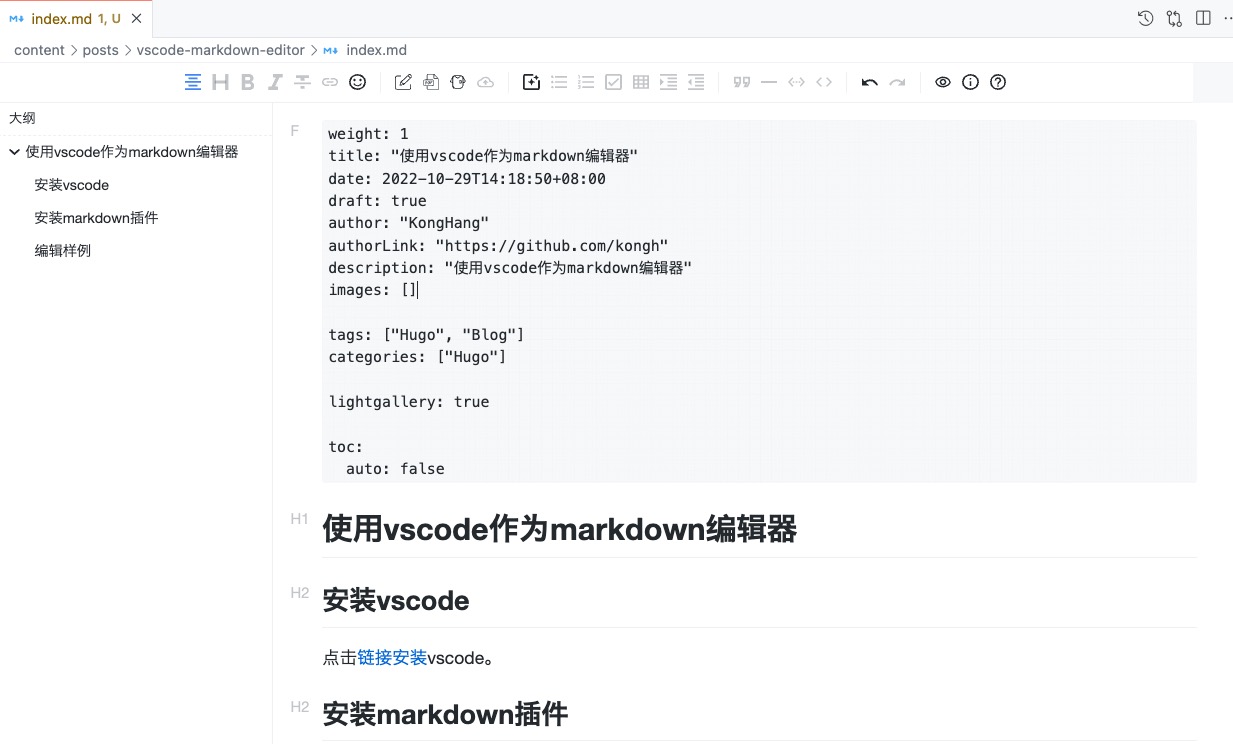 index.md 1, U
content > posts > vscode-markdown-editor > index.md
大纲
使用vscode作为markdown编辑器
安装vscode
安装markdown插件
编辑样例
F
weight: 1
title: "使用vscode作为markdown编辑器"
date: 2022-10-29T14:18:50+08:00
draft: true
author: "KongHang"
authorLink: "https://github.com/kongh"
description: "使用vscode作为markdown编辑器"
images: []
tags: ["Hugo", "Blog"]
categories: ["Hugo"]
lightgallery: true
toc:
  auto: false
H1 使用vscode作为markdown编辑器
H2 安装vscode
点击链接安装vscode。
H2 安装markdown插件